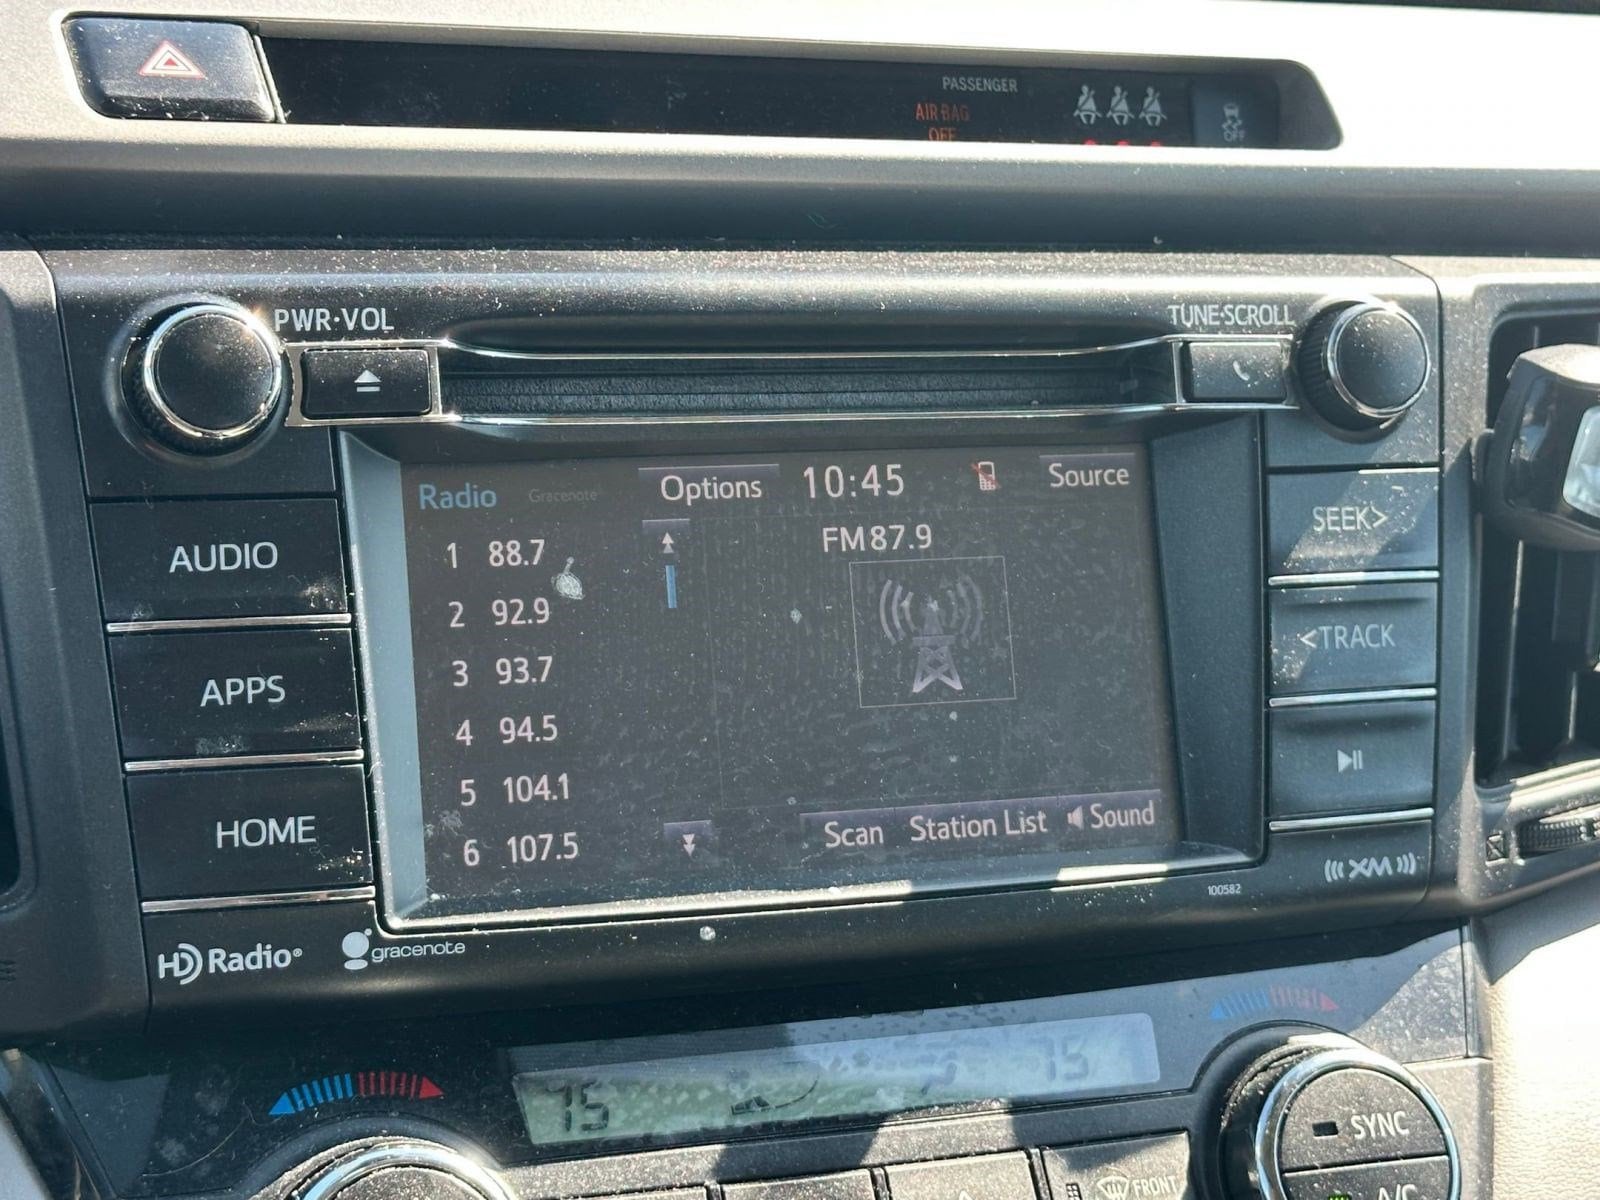 PASSENGER
AIR BAG
OFF
OFF
PWR·VOL
TUNE·SCROLL
Radio
Gracenote
Options
10:45
Source
FM87.9
1 88.7
2 92.9
3 93.7
4 94.5
5 104.1
6 107.5
Scan
Station List
Sound
AUDIO
APPS
HOME
SEEK>
<TRACK
XM
100582
HD Radio®
gracenote
75
75
SYNC
FRONT
A/C